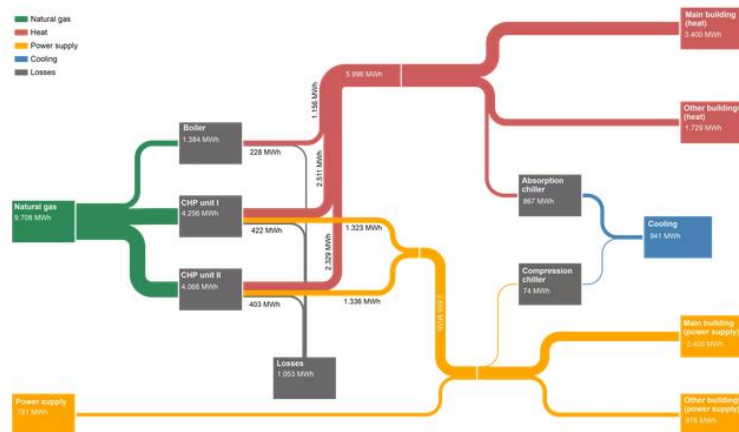 Natural gas
Heat
Power supply
Cooling
Losses
Main building
(heat)
3.400 MWh
Other buildings
(heat)
1.729 MWh
5.998 MWh
1.156 MWh
2.511 MWh
2.329 MWh
Boiler
1.384 MWh
228 MWh
Natural gas
9.708 MWh
CHP unit I
4.256 MWh
422 MWh
1.323 MWh
CHP unit II
4.068 MWh
403 MWh
1.336 MWh
Absorption
chiller
867 MWh
Cooling
941 MWh
Compression
chiller
74 MWh
Losses
1.053 MWh
Main building
(power supply)
2.400 MWh
Power supply
MWh
Other buildings
(power supply)
MWh